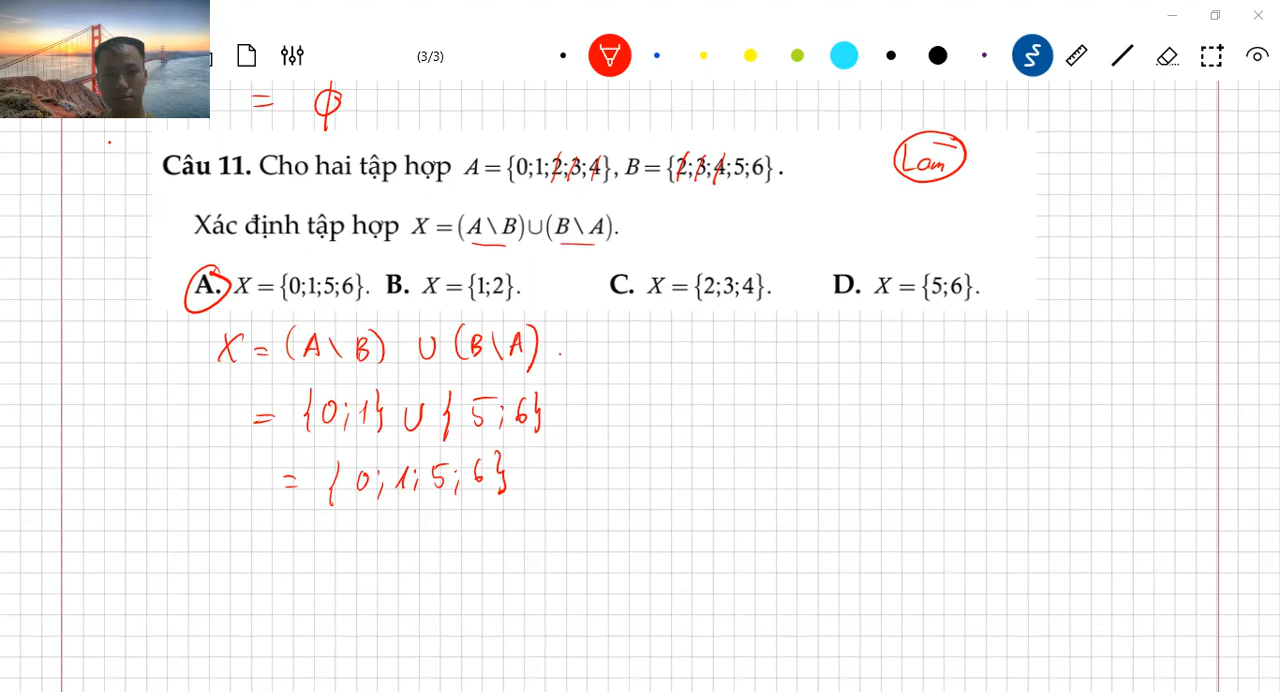 (3/3)
= ϕ
Câu 11. Cho hai tập hợp A = {0;1;2;3;4}, B = {2;3;4;5;6}.
Lam
Xác định tập hợp X = (A \ B) ∪ (B \ A).
A. X = {0;1;5;6}. B. X = {1;2}. C. X = {2;3;4}. D. X = {5;6}.
X = (A \ B) ∪ (B \ A).
= {0;1} ∪ {5;6}
= {0;1;5;6}